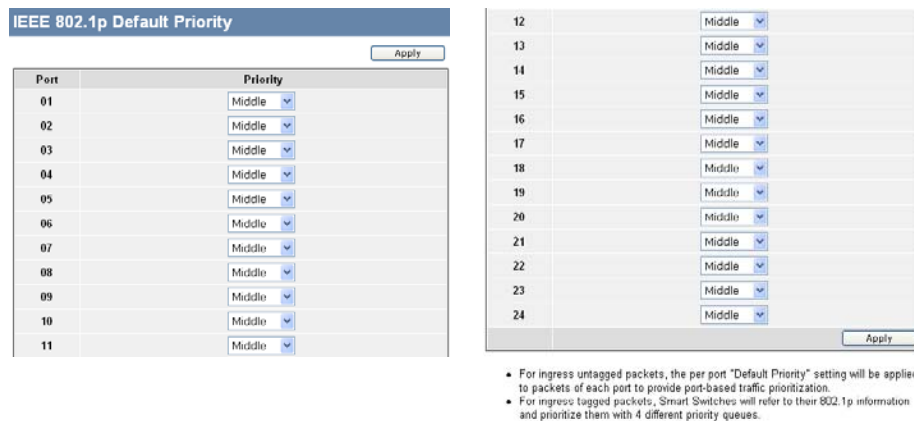 IEEE 802.1p Default Priority
Apply
Port Priority
01 Middle
02 Middle
03 Middle
04 Middle
05 Middle
06 Middle
07 Middle
08 Middle
09 Middle
10 Middle
11 Middle
12 Middle
13 Middle
14 Middle
15 Middle
16 Middle
17 Middle
18 Middle
19 Middle
20 Middle
21 Middle
22 Middle
23 Middle
24 Middle
Apply
• For ingress untagged packets, the per port "Default Priority" setting will be applied
to packets of each port to provide port-based traffic prioritization.
• For ingress tagged packets, Smart Switches will refer to their 802.1p information
and prioritize them with 4 different priority queues.